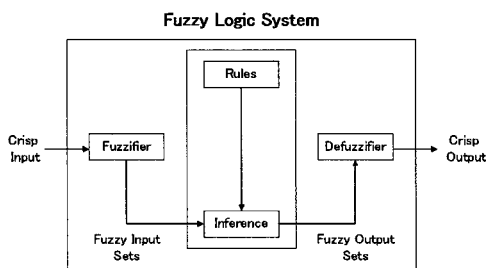 Fuzzy Logic System
Rules
Crisp
Input
Fuzzifier
Defuzzifier
Crisp
Output
Inference
Fuzzy Input
Sets
Fuzzy Output
Sets